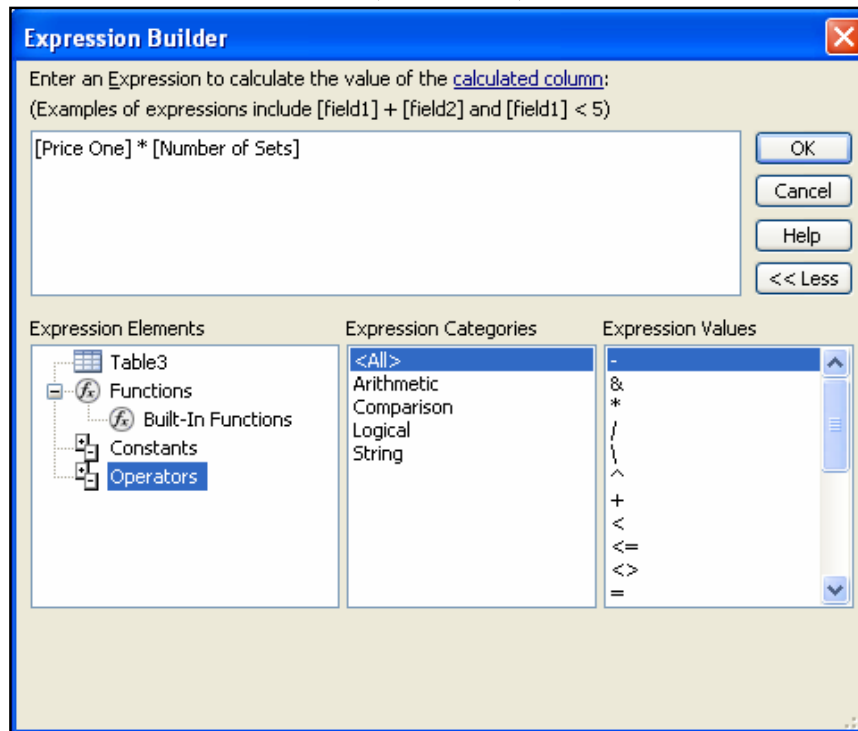 Expression Builder
Enter an Expression to calculate the value of the calculated column:
(Examples of expressions include [field1] + [field2] and [field1] < 5)
[Price One] * [Number of Sets]
OK
Cancel
Help
<< Less
Expression Elements
Table3
Functions
Built-In Functions
Constants
Operators
Expression Categories
<All>
Arithmetic
Comparison
Logical
String
Expression Values
-
&
*
/
\
^
+
<
<=
<>
=